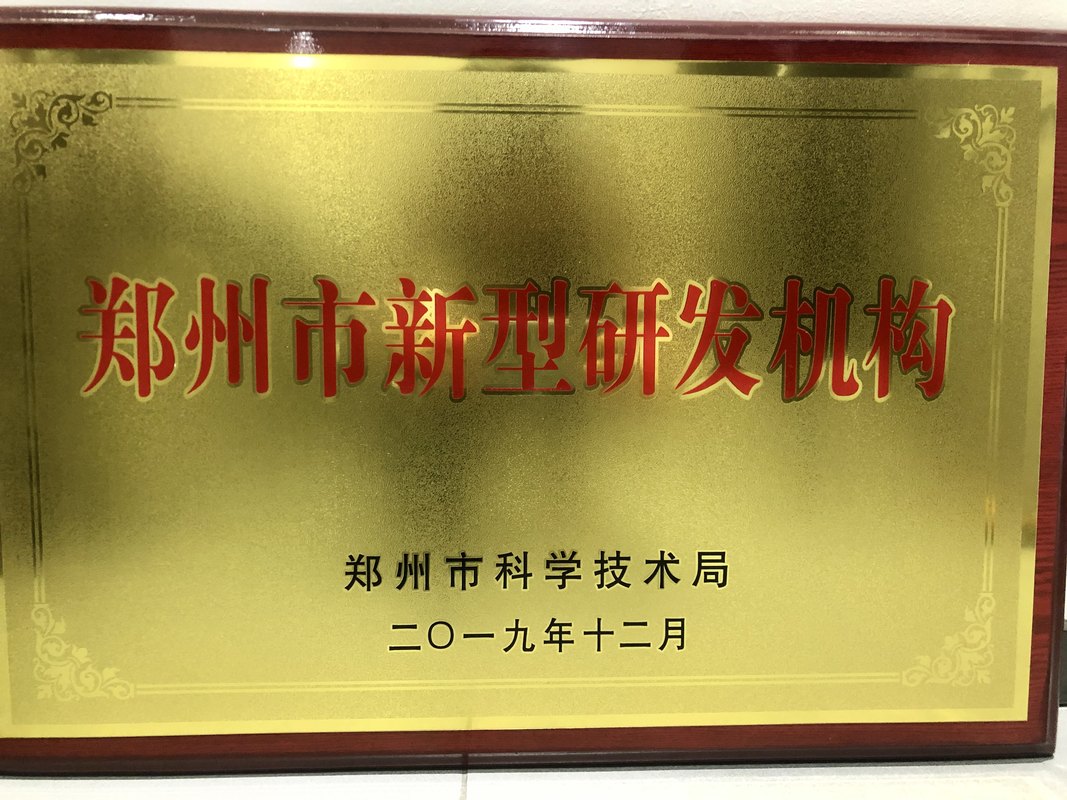 郑州市新型研发机构
郑州市科学技术局
二〇一九年十二月